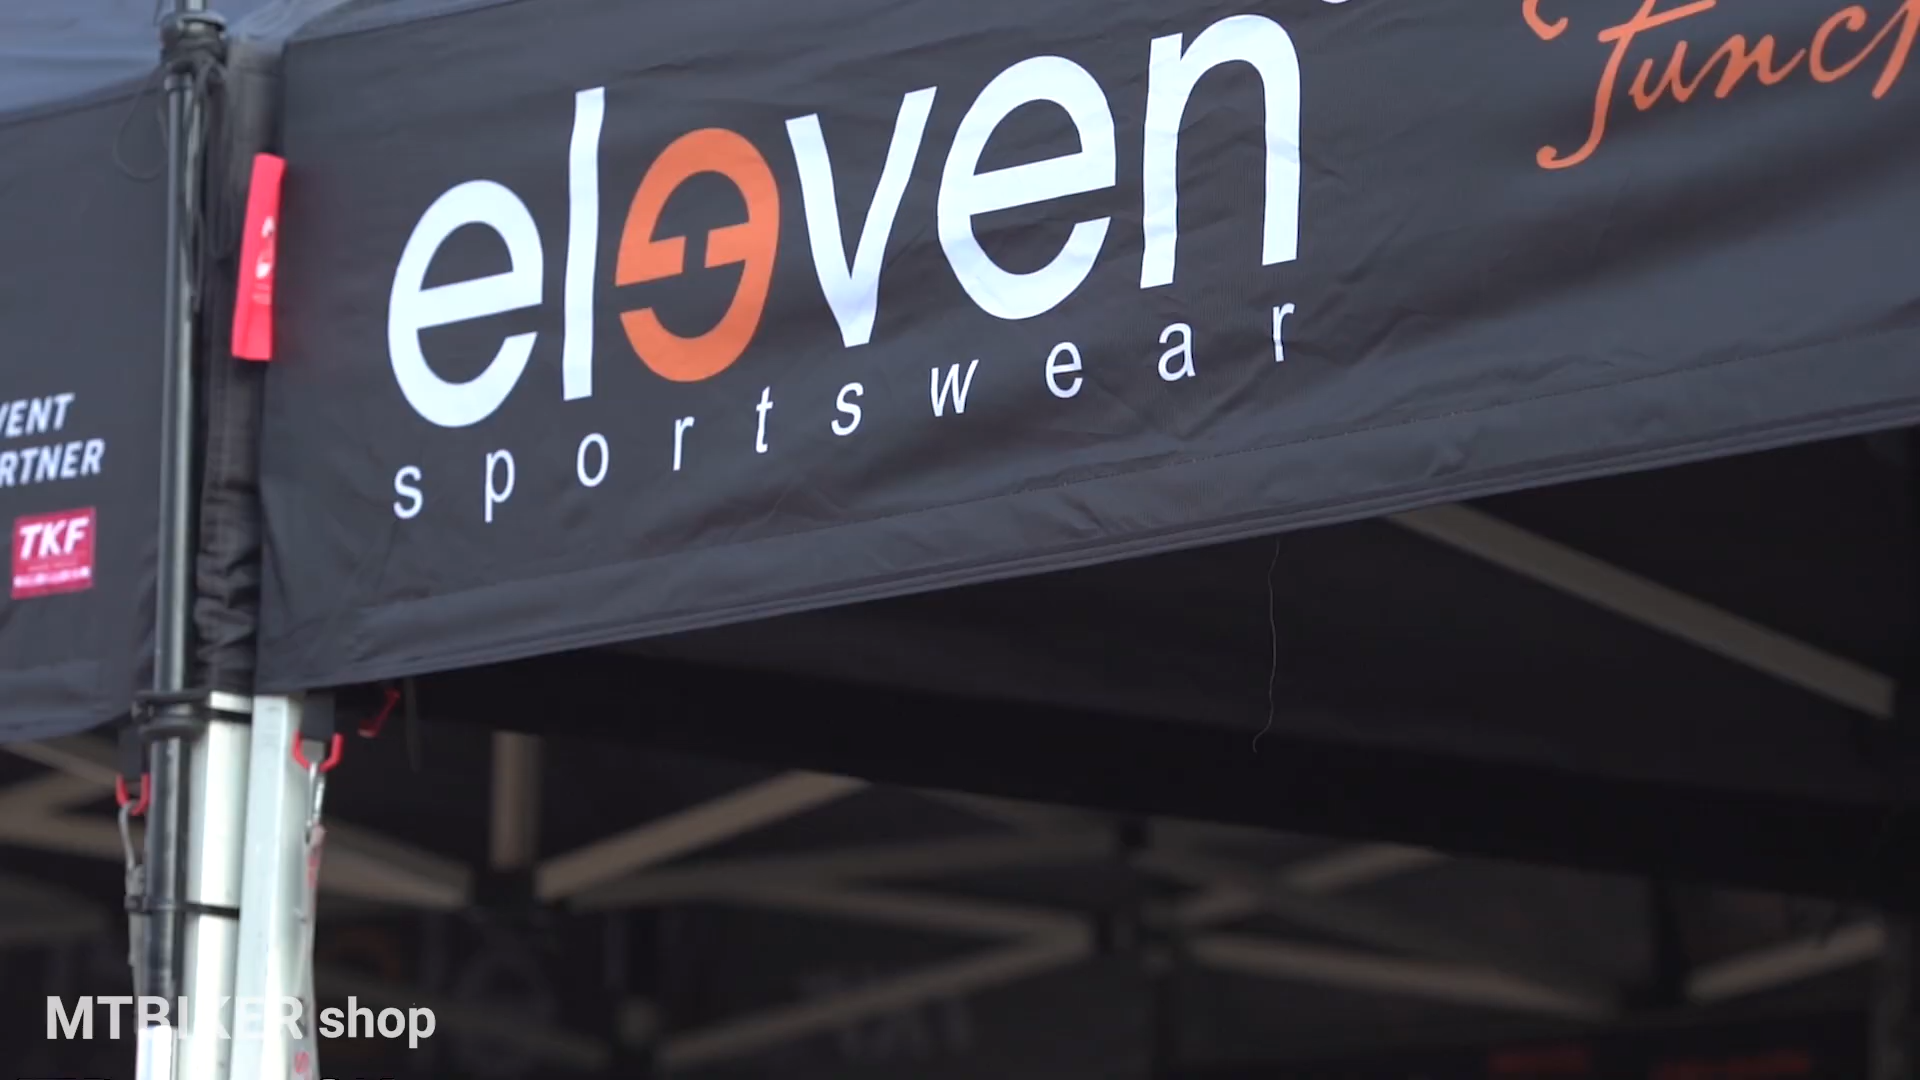 eleven
sportswear
VENT
RTNER
TKF
MTBIKER shop